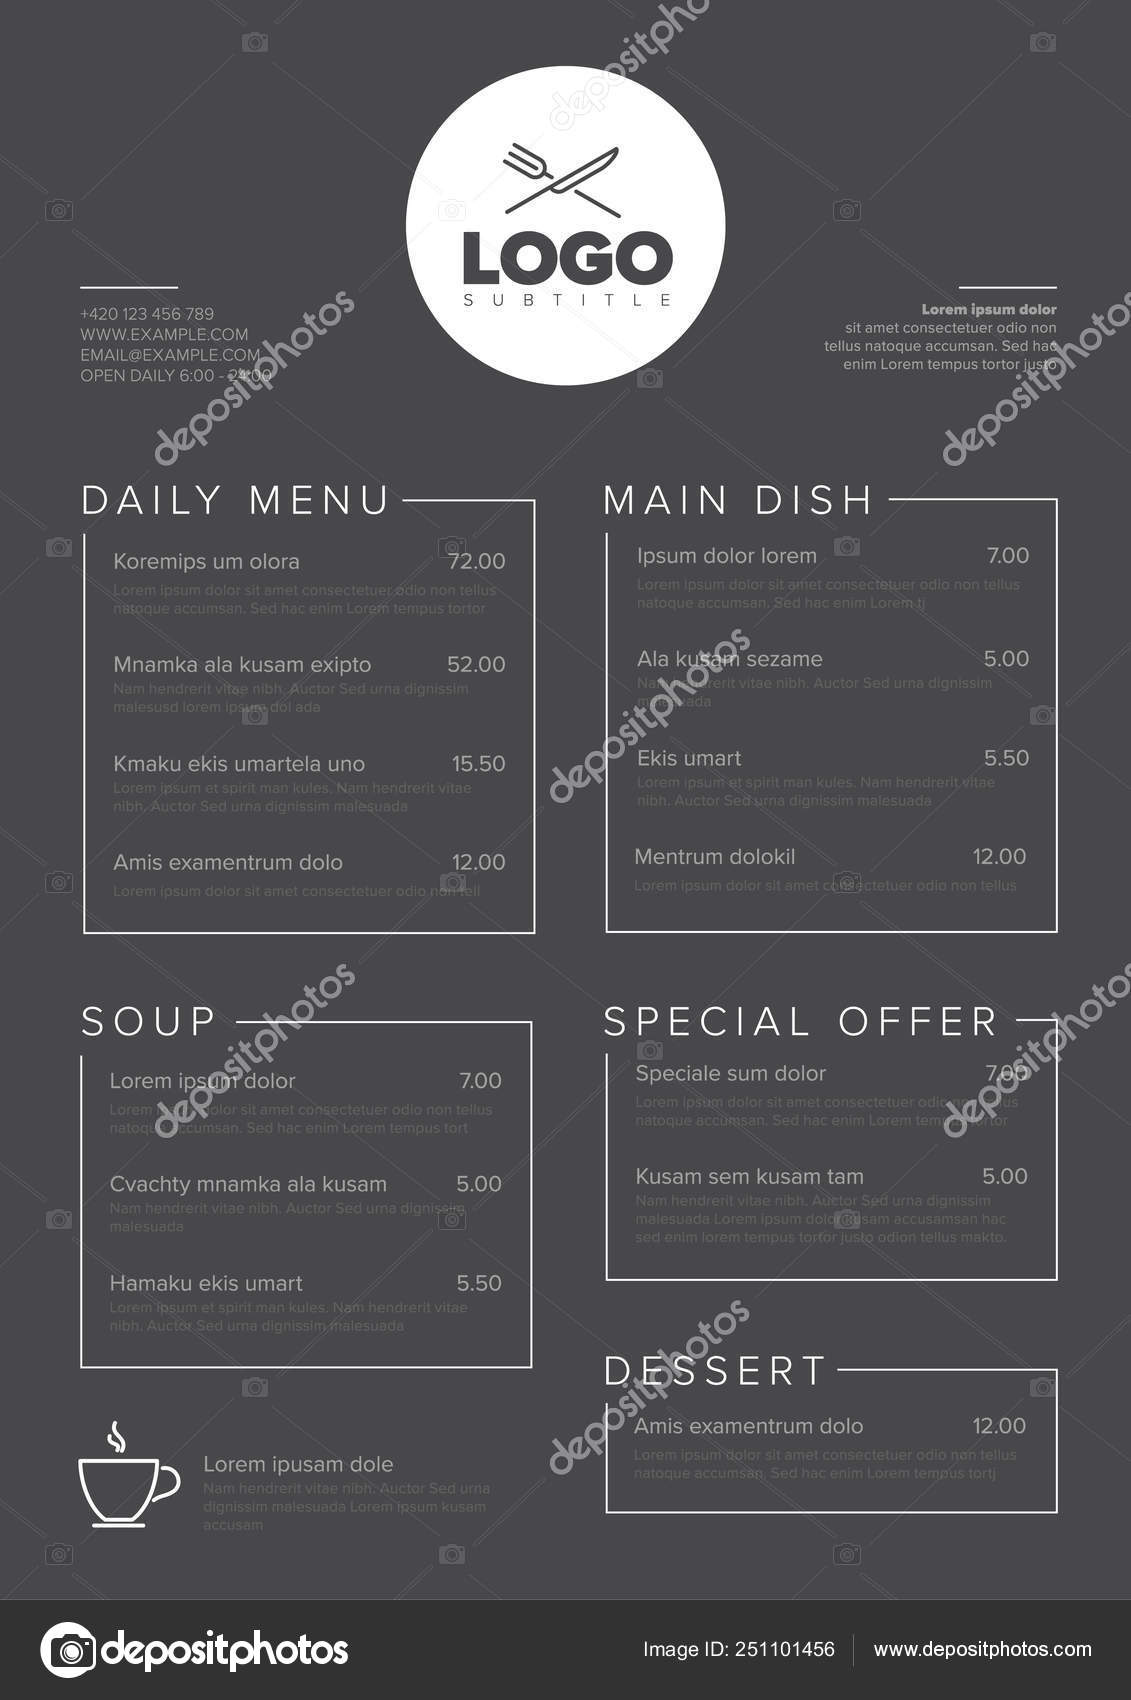 LOGO
SUBTITLE
+420 123 456 789
WWW.EXAMPLE.COM
EMAIL@EXAMPLE.COM
OPEN DAILY 6:00 - 24:00
Lorem ipsum dolor
sit amet consectetuer odio non
tellus natoque accumsan. Sed hac
enim Lorem tempus tortor justo
DAILY MENU
Koremips um olora 72.00
Lorem ipsum dolor sit amet consectetuer odio non tellus
natoque accumsan. Sed hac enim Lorem tempus tortor
Mnamka ala kusam exipto 52.00
Nam hendrerit vitae nibh. Auctor Sed urna dignissim
malesusd lorem ipsum dol ada
Kmaku ekis umartela uno 15.50
Lorem ipsum et spirit man kules. Nam hendrerit vitae
nibh. Auctor Sed urna dignissim malesuada
Amis examentrum dolo 12.00
Lorem ipsum dolor sit amet consectetuer odio non tell
MAIN DISH
Ipsum dolor lorem 7.00
Lorem ipsum dolor sit amet consectetuer odio non tellus
natoque accumsan. Sed hac enim Lorem tj
Ala kusam sezame 5.00
Nam hendrerit vitae nibh. Auctor Sed urna dignissim
malesuada
Ekis umart 5.50
Lorem ipsum et spirit man kules. Nam hendrerit vitae
nibh. Auctor Sed urna dignissim malesuada
Mentrum dolokil 12.00
Lorem ipsum dolor sit amet consectetuer odio non tellus
SOUP
Lorem ipsum dolor 7.00
Lorem ipsum dolor sit amet consectetuer odio non tellus
natoque accumsan. Sed hac enim Lorem tempus tort
Cvachty mnamka ala kusam 5.00
Nam hendrerit vitae nibh. Auctor Sed urna dignissim
malesuada
Hamaku ekis umart 5.50
Lorem ipsum et spirit man kules. Nam hendrerit vitae
nibh. Auctor Sed urna dignissim malesuada
SPECIAL OFFER
Speciale sum dolor 7.00
Lorem ipsum dolor sit amet consectetuer odio non tellus
natoque accumsan. Sed hac enim Lorem tempus tortor
Kusam sem kusam tam 5.00
Nam hendrerit vitae nibh. Auctor Sed urna dignissim
malesuada Lorem ipsum dolor kusam accusamsan hac
sed enim lorem tempus tortor justo odion tellus makto.
DESSERT
Amis examentrum dolo 12.00
Lorem ipsum dolor sit amet consectetuer odio non tellus
natoque accumsan. Sed hac enim Lorem tempus tortj
Lorem ipusam dole
Nam hendrerit vitae nibh. Auctor Sed urna
dignissim malesuada Lorem ipsum kusam
accusam
depositphotos
depositphotos
depositphotos
depositphotos
depositphotos
depositphotos
depositphotos
depositphotos
depositphotos Image ID: 251101456 www.depositphotos.com